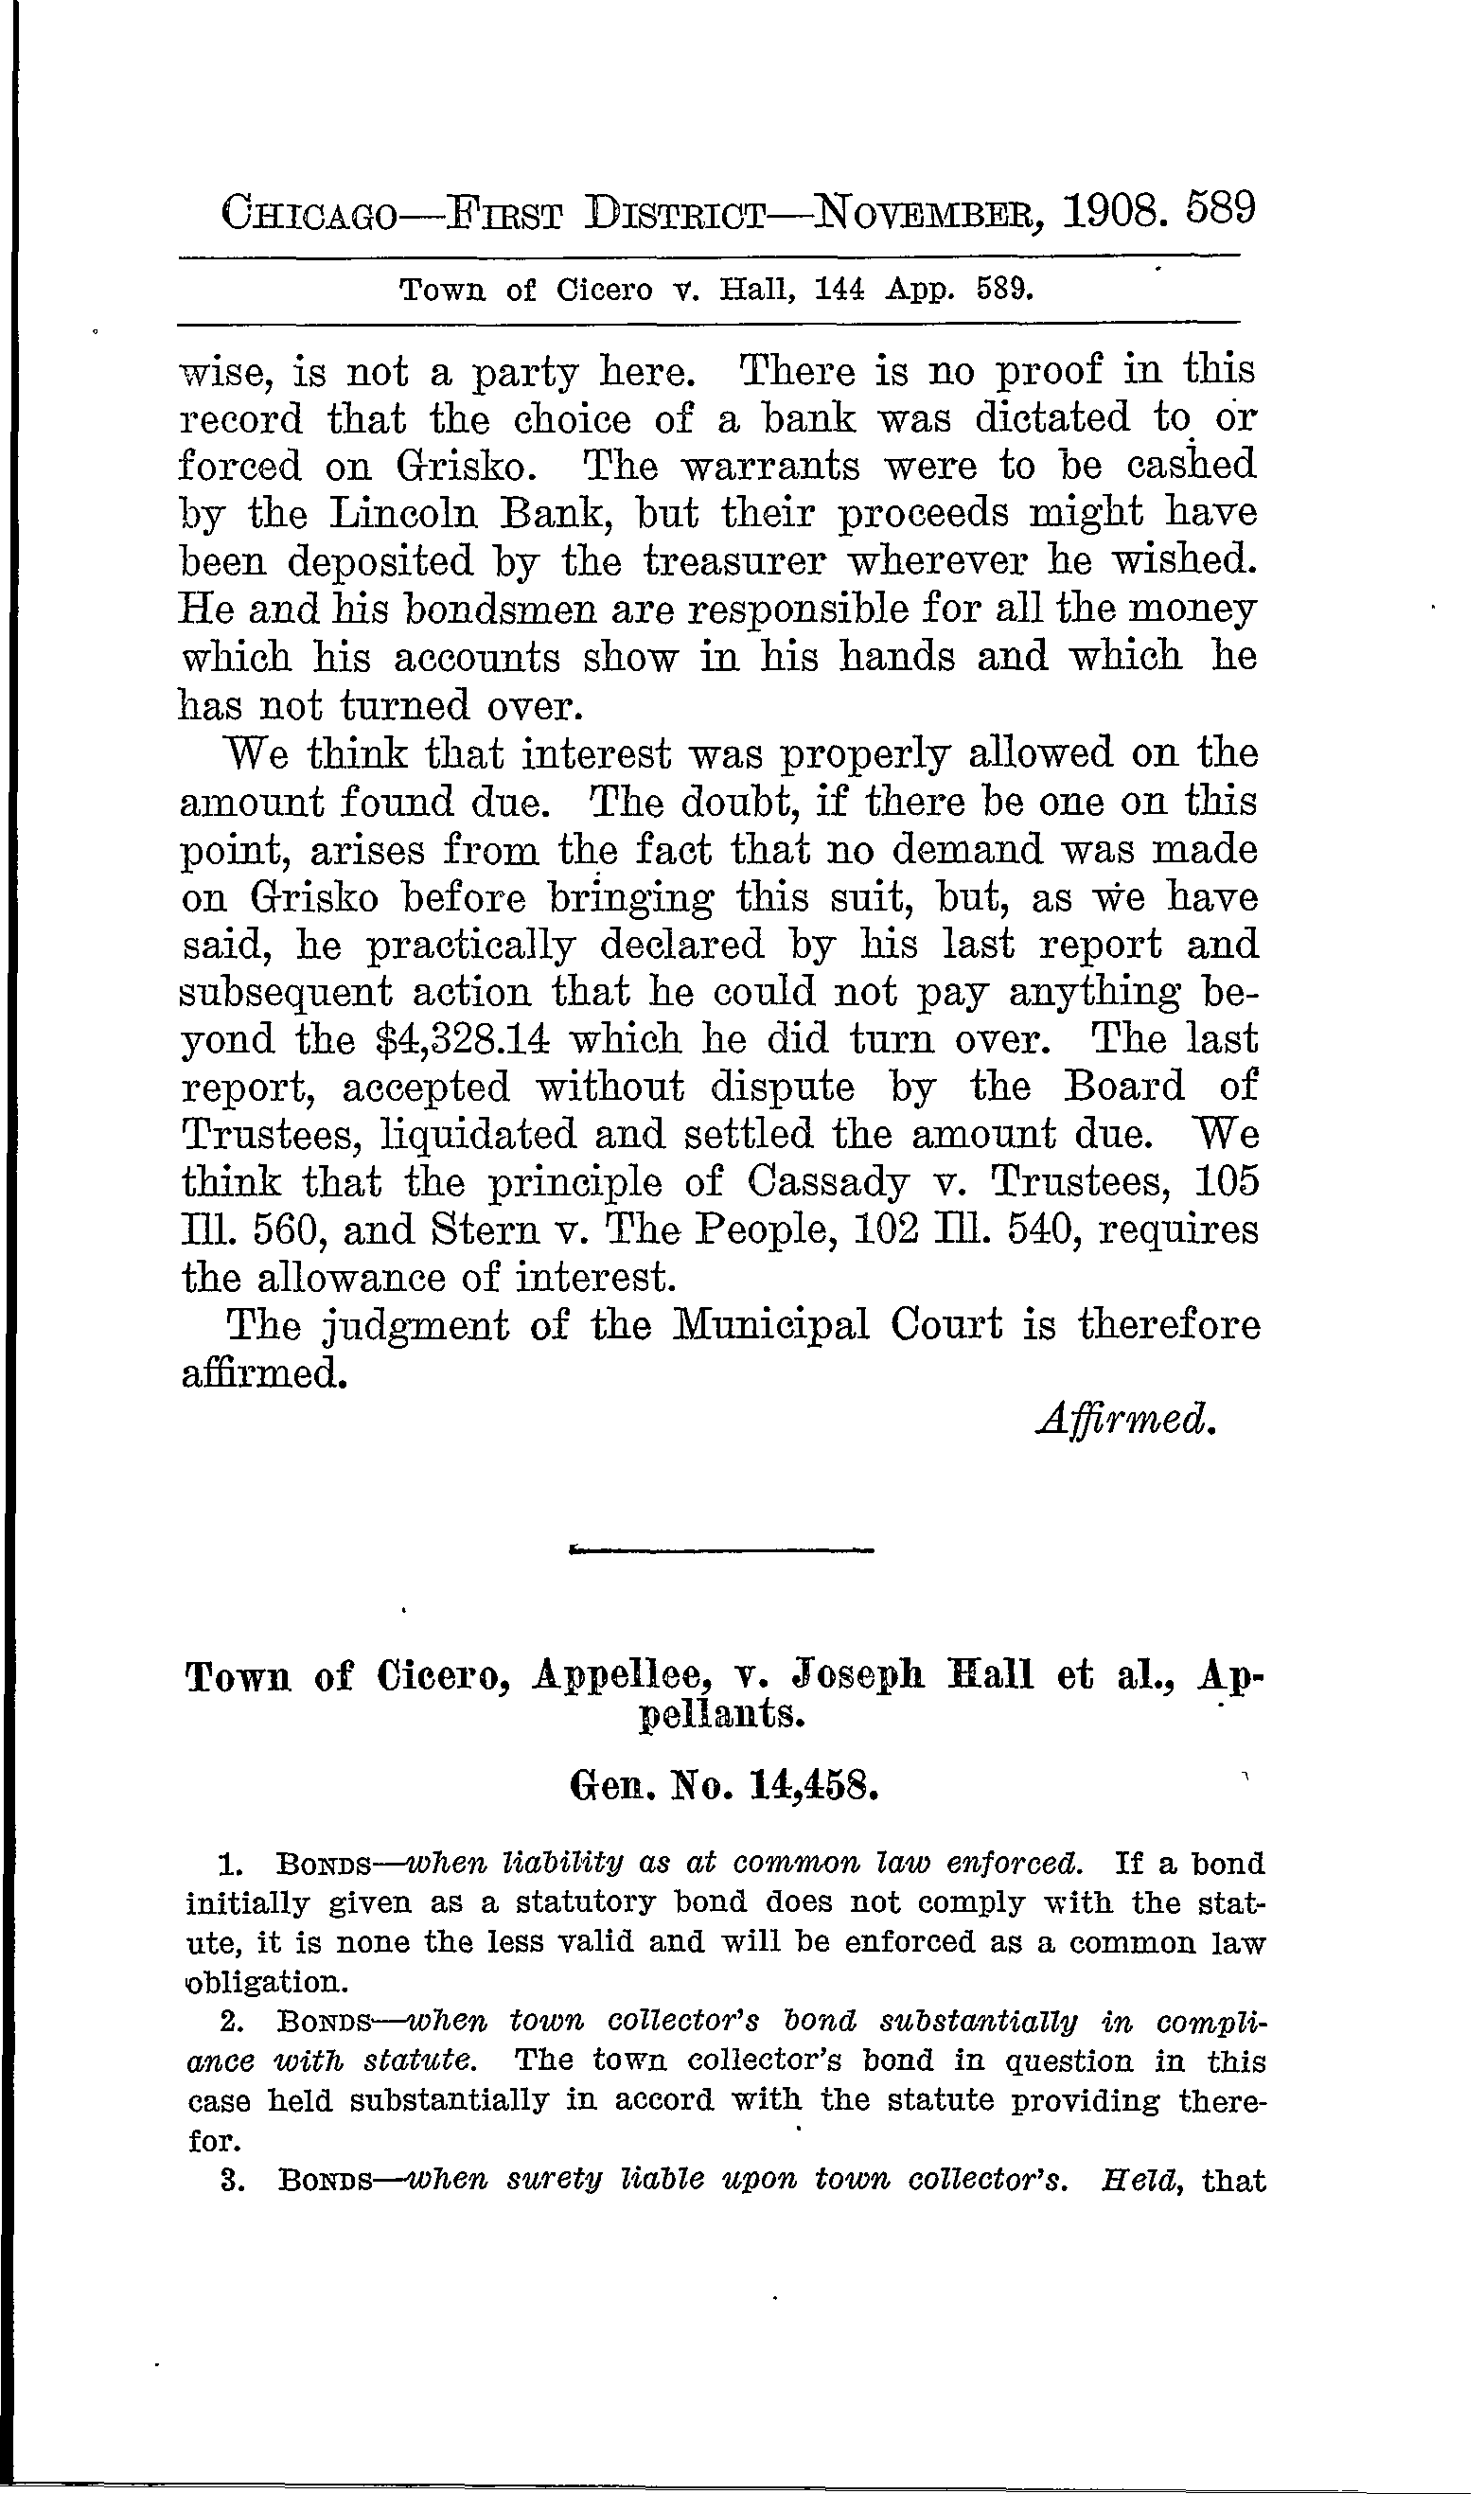 CHICAGO—FIRST DISTRICT—NOVEMBER, 1908. 589
Town of Cicero v. Hall, 144 App. 589.
wise, is not a party here. There is no proof in this
record that the choice of a bank was dictated to or
forced on Grisko. The warrants were to be cashed
by the Lincoln Bank, but their proceeds might have
been deposited by the treasurer wherever he wished.
He and his bondsmen are responsible for all the money
which his accounts show in his hands and which he
has not turned over.
We think that interest was properly allowed on the
amount found due. The doubt, if there be one on this
point, arises from the fact that no demand was made
on Grisko before bringing this suit, but, as we have
said, he practically declared by his last report and
subsequent action that he could not pay anything be-
yond the $4,328.14 which he did turn over. The last
report, accepted without dispute by the Board of
Trustees, liquidated and settled the amount due. We
think that the principle of Cassady v. Trustees, 105
Ill. 560, and Stern v. The People, 102 Ill. 540, requires
the allowance of interest.
The judgment of the Municipal Court is therefore
affirmed.
Affirmed.
Town of Cicero, Appellee, v. Joseph Hall et al., Ap-
pellants.
Gen. No. 14,458.
1. BONDS—when liability as at common law enforced. If a bond
initially given as a statutory bond does not comply with the stat-
ute, it is none the less valid and will be enforced as a common law
obligation.
2. BONDS—when town collector's bond substantially in compli-
ance with statute. The town collector's bond in question in this
case held substantially in accord with the statute providing there-
for.
3. BONDS—when surety liable upon town collector's. Held, that